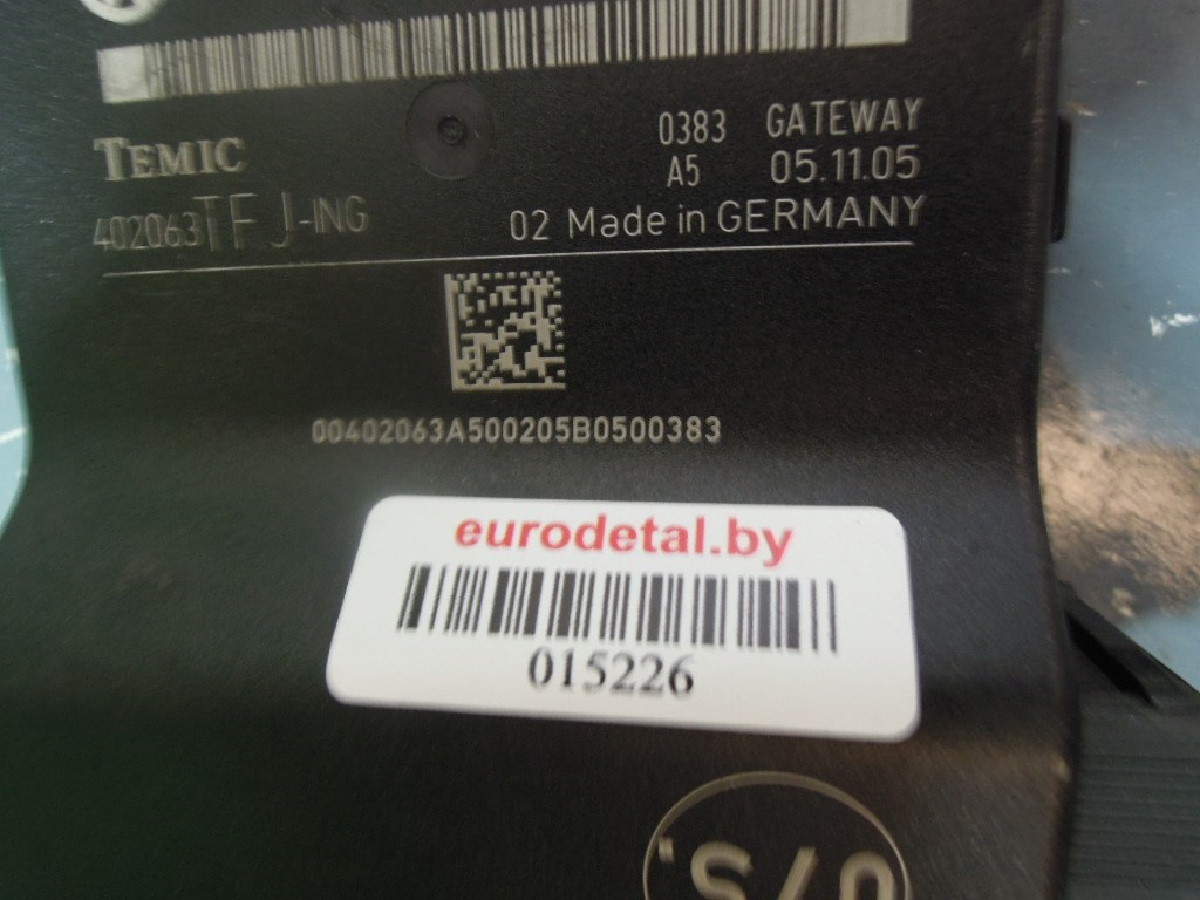 TEMIC 0383 GATEWAY
A5 05.11.05
402063TFJ-ING 02 Made in GERMANY
00402063A500205B0500383
eurodetal.by
015226